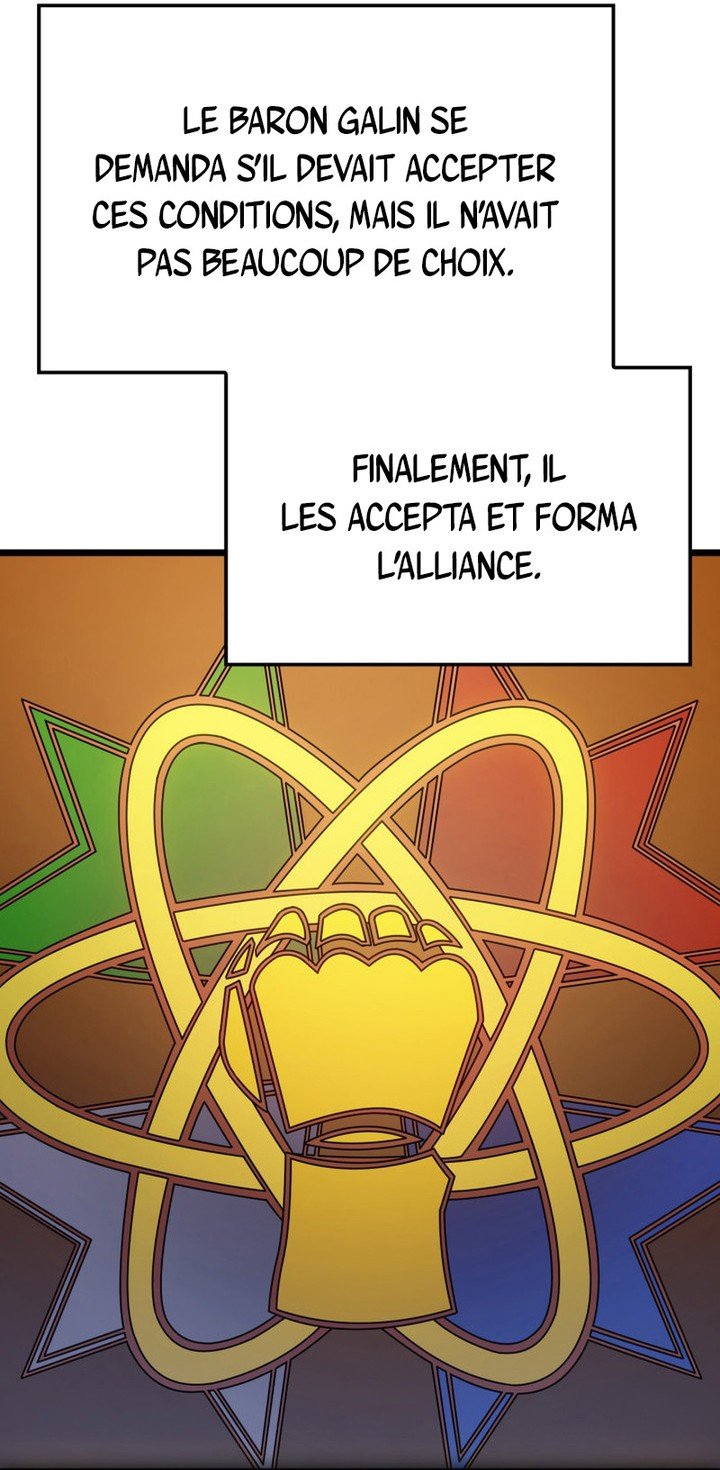 LE BARON GALIN SE
DEMANDA S'IL DEVAIT ACCEPTER
CES CONDITIONS, MAIS IL N'AVAIT
PAS BEAUCOUP DE CHOIX.
FINALEMENT, IL
LES ACCEPTA ET FORMA
L'ALLIANCE.